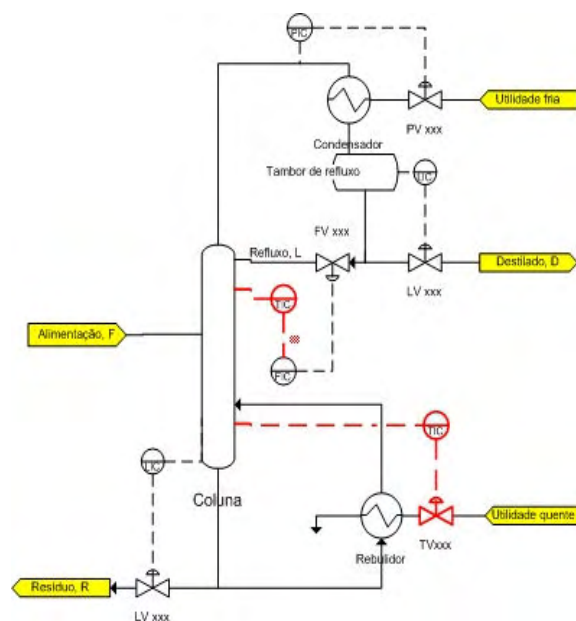 PIC
Utilidade fria
PV xxx
Condensador
Tambor de refluxo
LIC
FV xxx
Refluxo, L
Destilado, D
LV xxx
TIC
Alimentação, F
FIC
TIC
LIC
Coluna
Utilidade quente
TVxxx
Rebulidor
Resíduo, R
LV xxx